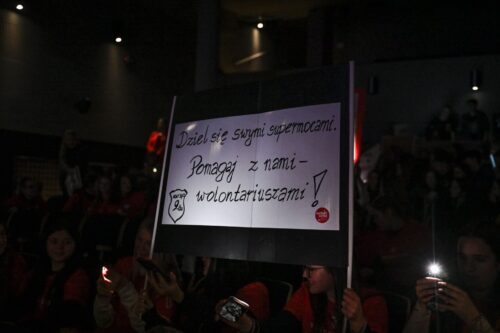 Dziel się swymi supermocami.
Pomagaj z nami-
- wolontariuszami!